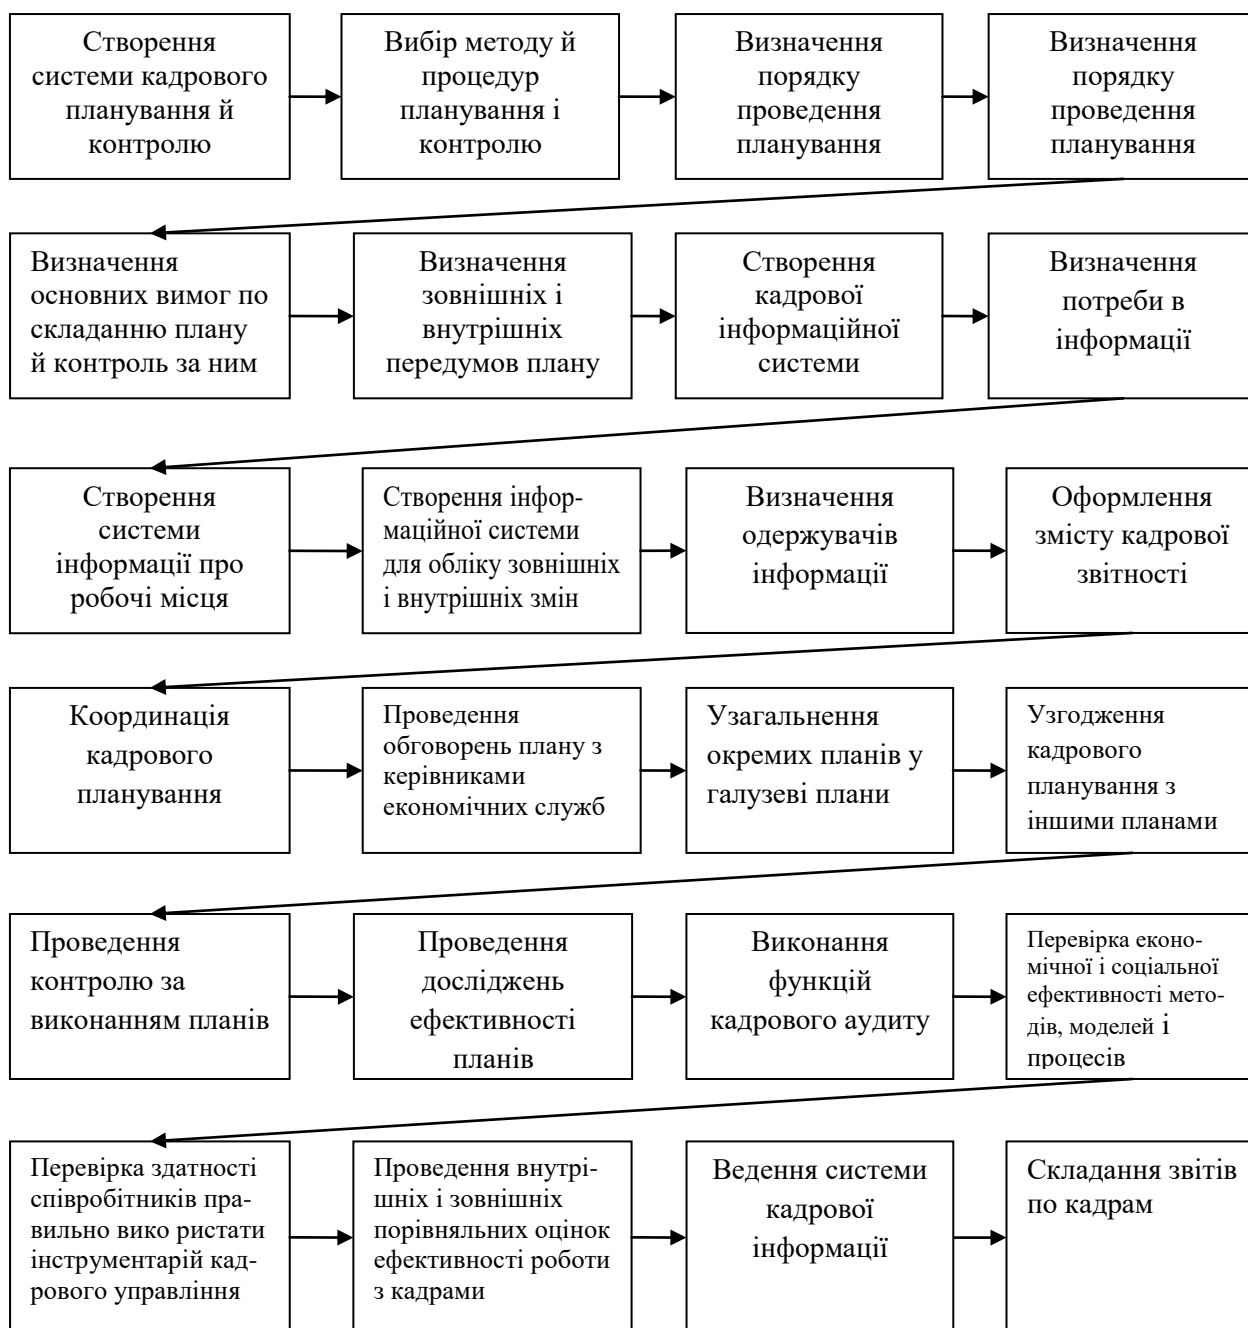 Створення
системи кадрового
планування й
контролю
Вибір методу й
процедур
планування і
контролю
Визначення
порядку
проведення
планування
Визначення
порядку
проведення
планування
Визначення
основних вимог по
складанню плану
й контроль за ним
Визначення
зовнішніх і
внутрішніх
передумов плану
Створення
кадрової
інформаційної
системи
Визначення
потреби в
інформації
Створення
системи
інформації про
робочі місця
Створення інфор-
маційної системи
для обліку зовнішніх
і внутрішніх змін
Визначення
одержувачів
інформації
Оформлення
змісту кадрової
звітності
Координація
кадрового
планування
Проведення
обговорень плану з
керівниками
економічних служб
Узагальнення
окремих планів у
галузеві плани
Узгодження
кадрового
планування з
іншими планами
Проведення
контролю за
виконанням планів
Проведення
досліджень
ефективності
планів
Виконання
функцій
кадрового аудиту
Перевірка еконо-
мічної і соціальної
ефективності мето-
дів, моделей і
процесів
Перевірка здатності
співробітників пра-
вильно вико ристати
інструментарій кад-
рового управління
Проведення внутрі-
шніх і зовнішніх
порівняльних оцінок
ефективності роботи
з кадрами
Ведення системи
кадрової
інформації
Складання звітів
по кадрам